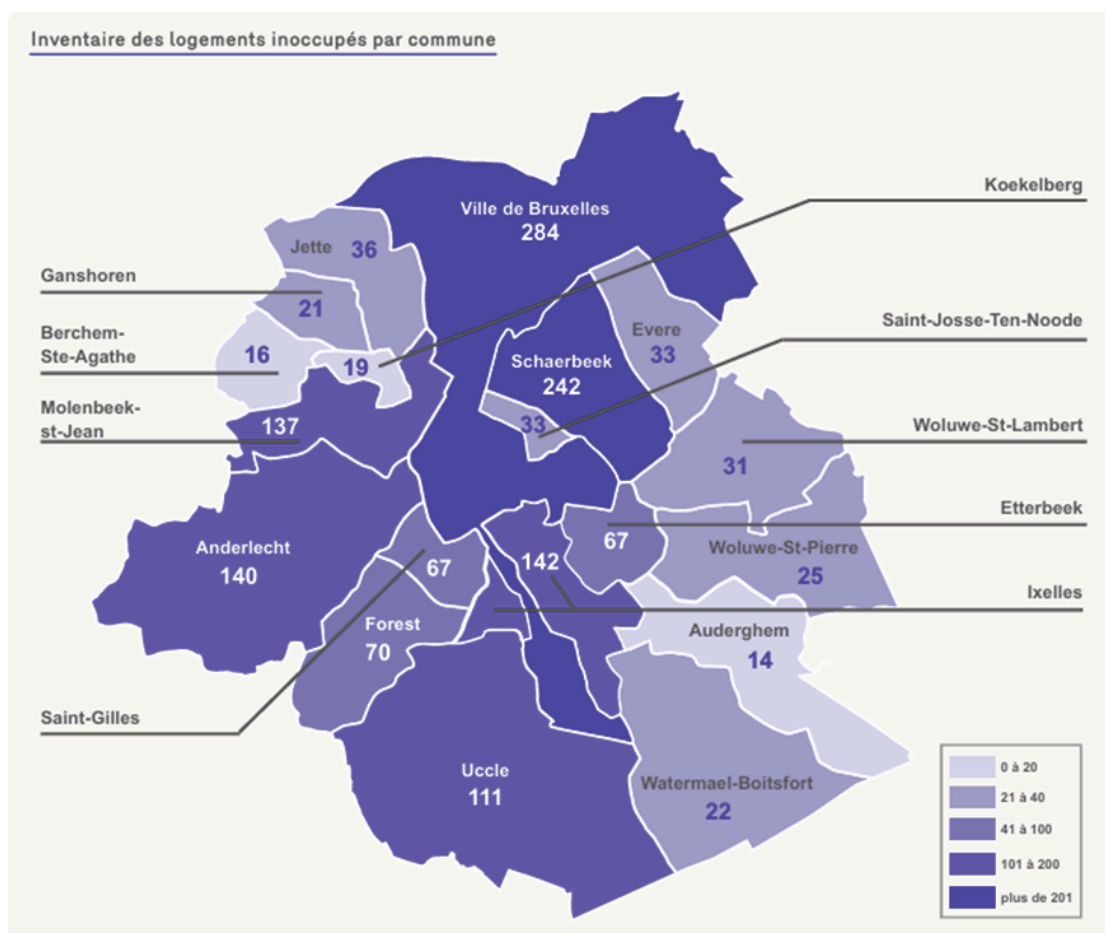 Inventaire des logements inoccupés par commune
Koekelberg
Ville de Bruxelles
284
Jette 36
Ganshoren
21
Saint-Josse-Ten-Noode
Evere
33
Berchem-
Ste-Agathe
16
19
Schaerbeek
242
Molenbeek-
st-Jean
137
33
Woluwe-St-Lambert
31
Etterbeek
67
Anderlecht
140
142
Woluwe-St-Pierre
25
67
Ixelles
Forest
70
Auderghem
14
Saint-Gilles
Uccle
111
Watermael-Boitsfort
22
0 à 20
21 à 40
41 à 100
101 à 200
plus de 201